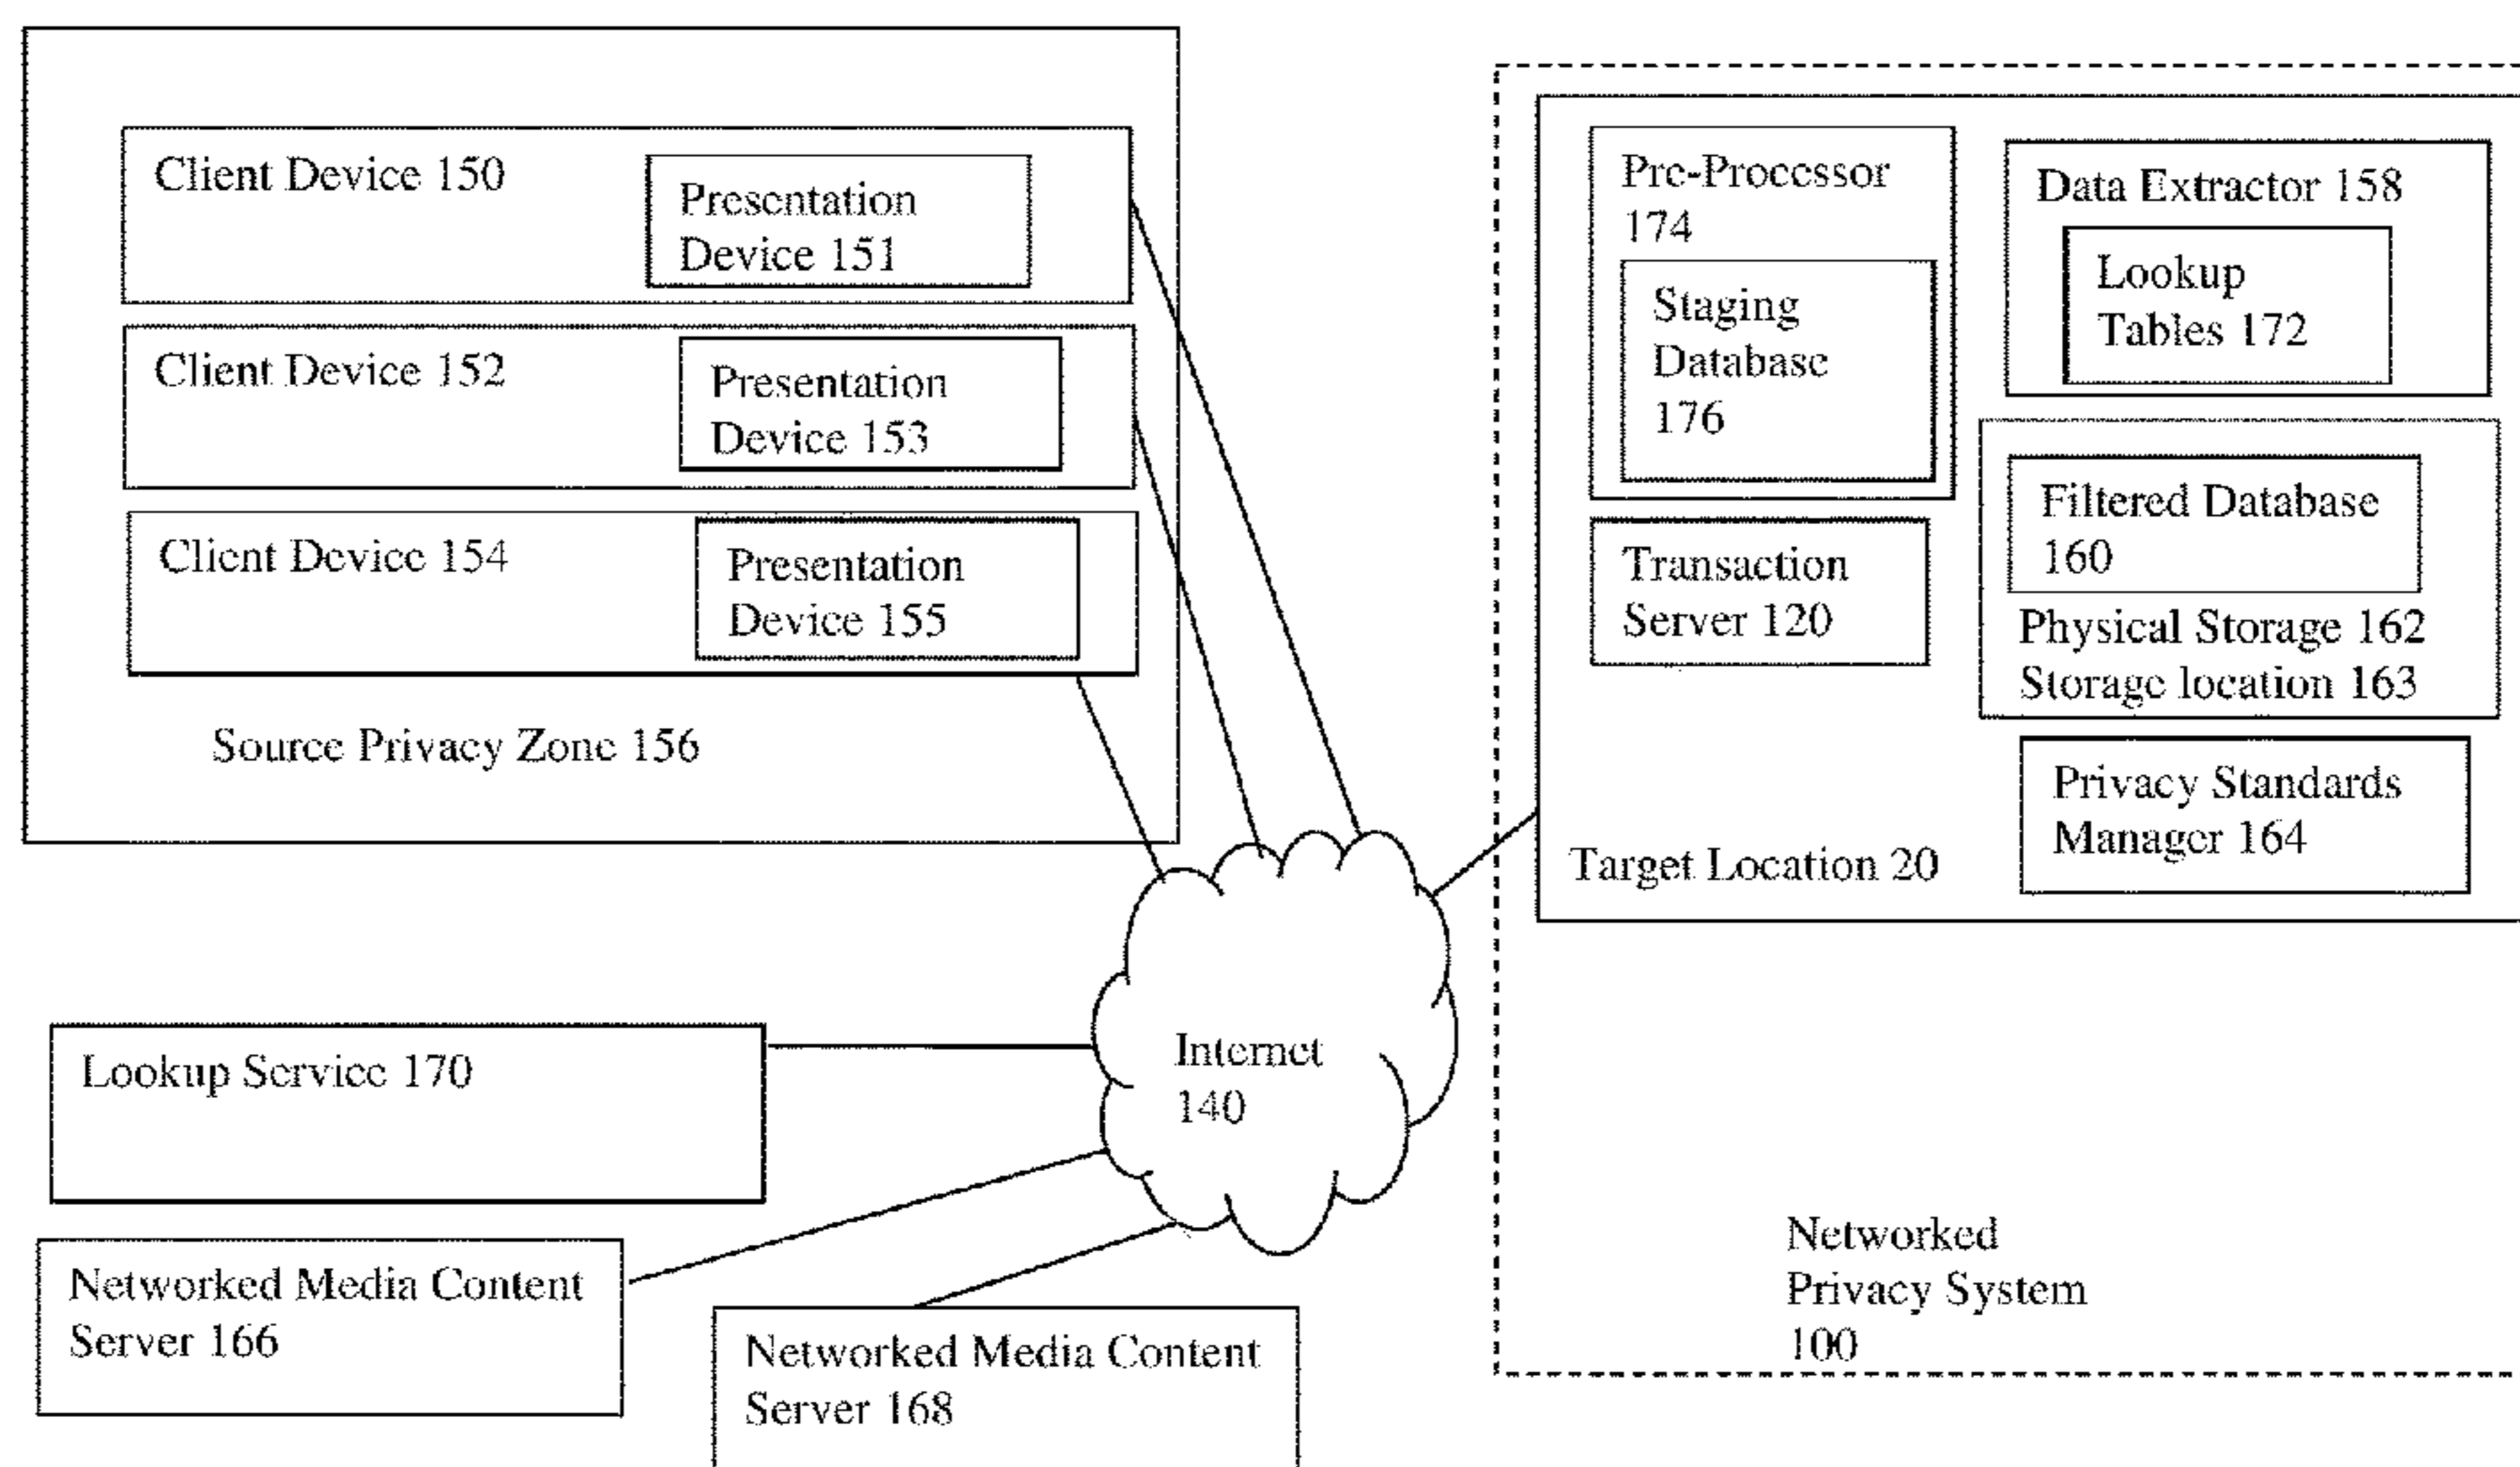 Client Device 150
Presentation
Device 151
Client Device 152
Presentation
Device 153
Client Device 154
Presentation
Device 155
Source Privacy Zone 156
Pre-Processor
174
Staging
Database
176
Data Extractor 158
Lookup
Tables 172
Transaction
Server 120
Filtered Database
160
Physical Storage 162
Storage location 163
Privacy Standards
Manager 164
Target Location 20
Internet
140
Lookup Service 170
Networked Media Content
Server 166
Networked Media Content
Server 168
Networked
Privacy System
100